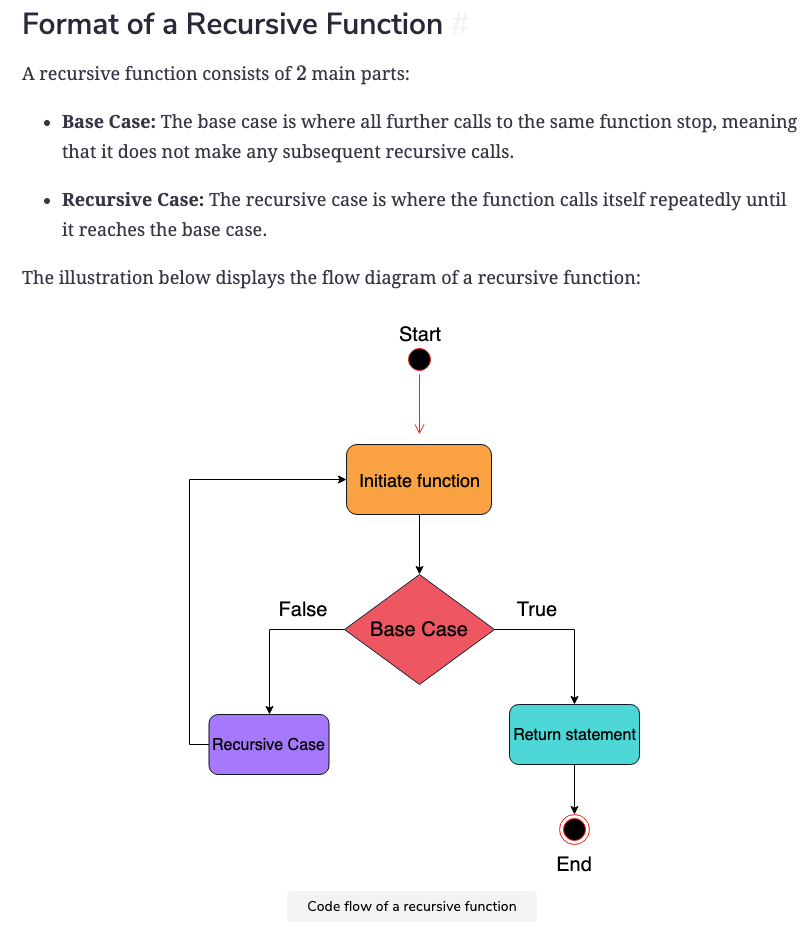 Format of a Recursive Function #
A recursive function consists of 2 main parts:
• Base Case: The base case is where all further calls to the same function stop, meaning
that it does not make any subsequent recursive calls.
• Recursive Case: The recursive case is where the function calls itself repeatedly until
it reaches the base case.
The illustration below displays the flow diagram of a recursive function:
Start
Initiate function
False
True
Base Case
Recursive Case
Return statement
End
Code flow of a recursive function